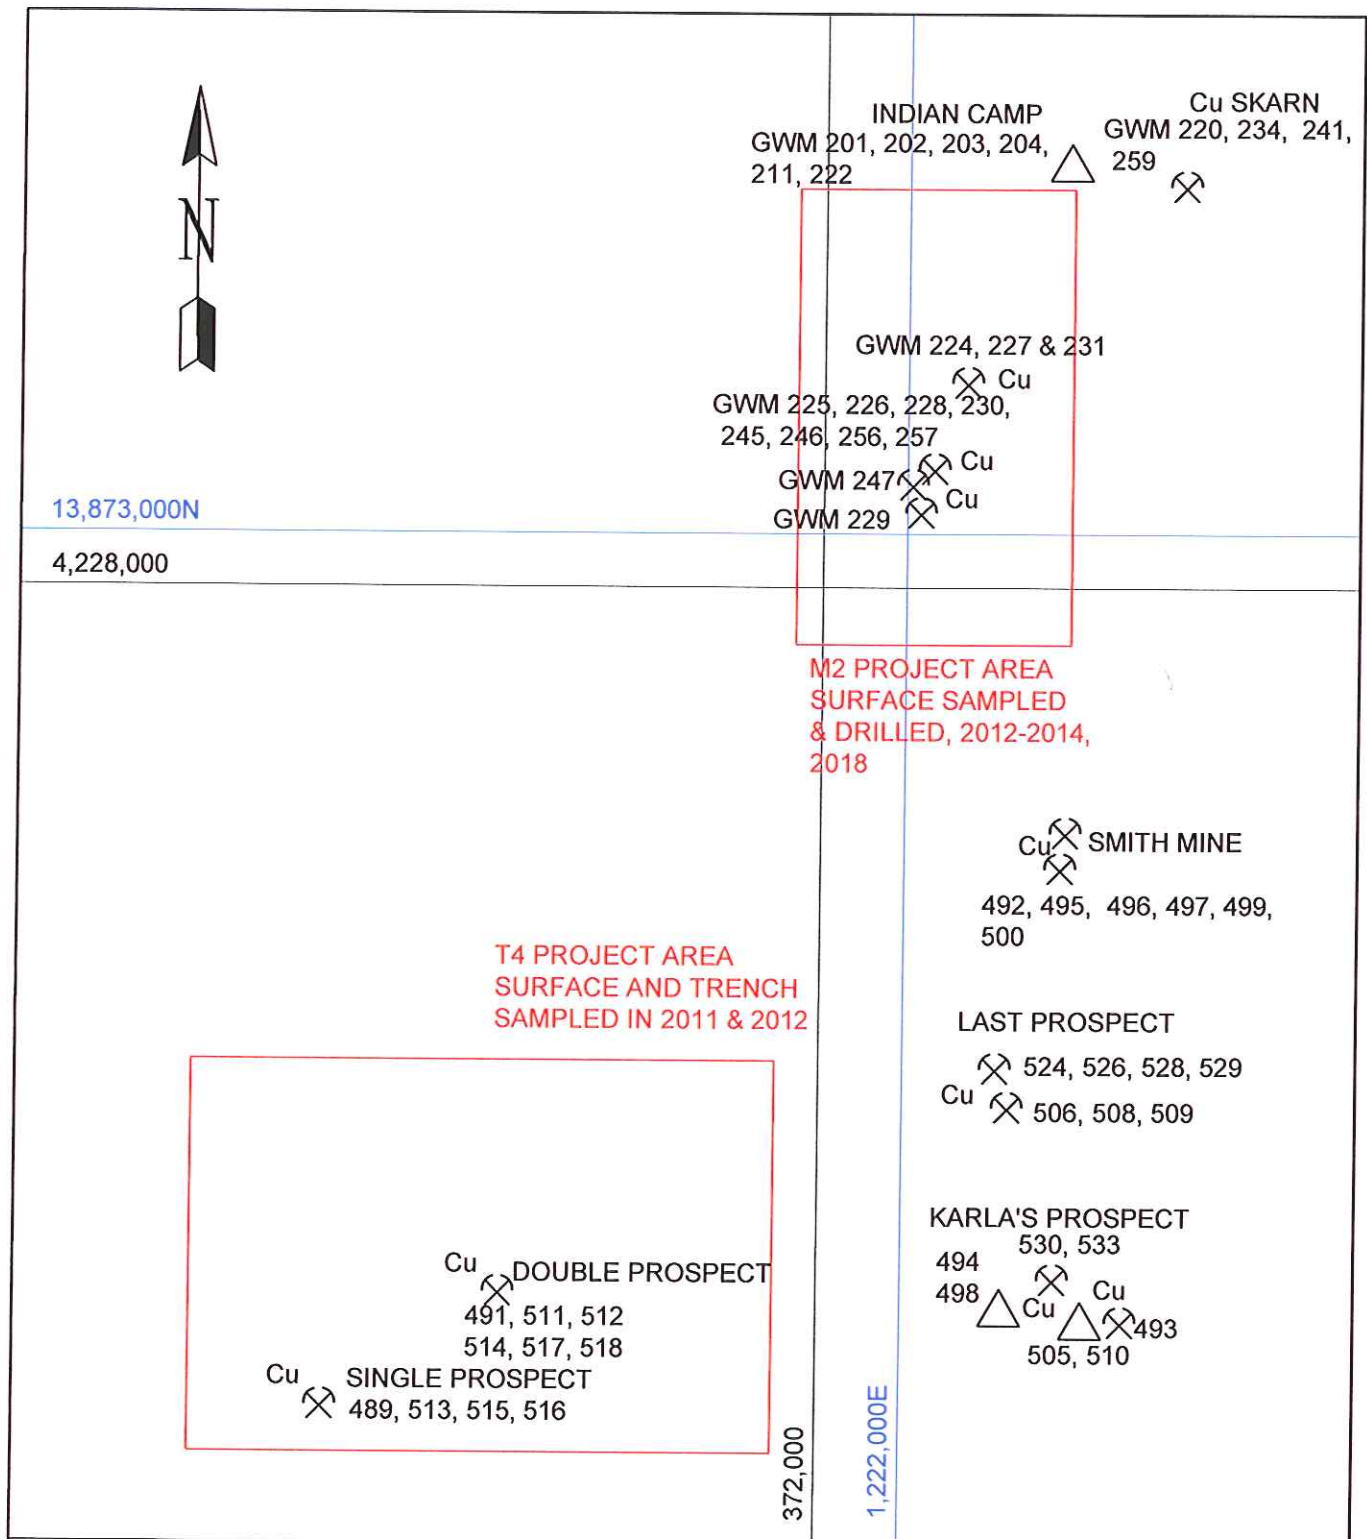 N
INDIAN CAMP
GWM 201, 202, 203, 204,
211, 222
Cu SKARN
GWM 220, 234, 241,
259
GWM 224, 227 & 231
Cu
GWM 225, 226, 228, 230,
245, 246, 256, 257
Cu
GWM 247
Cu
GWM 229
13,873,000N
4,228,000
M2 PROJECT AREA
SURFACE SAMPLED
& DRILLED, 2012-2014,
2018
Cu
SMITH MINE
492, 495, 496, 497, 499,
500
T4 PROJECT AREA
SURFACE AND TRENCH
SAMPLED IN 2011 & 2012
LAST PROSPECT
524, 526, 528, 529
Cu
506, 508, 509
KARLA'S PROSPECT
530, 533
494
498
Cu
Cu
493
505, 510
Cu
DOUBLE PROSPECT
491, 511, 512
514, 517, 518
Cu
SINGLE PROSPECT
489, 513, 515, 516
372,000
1,222,000E